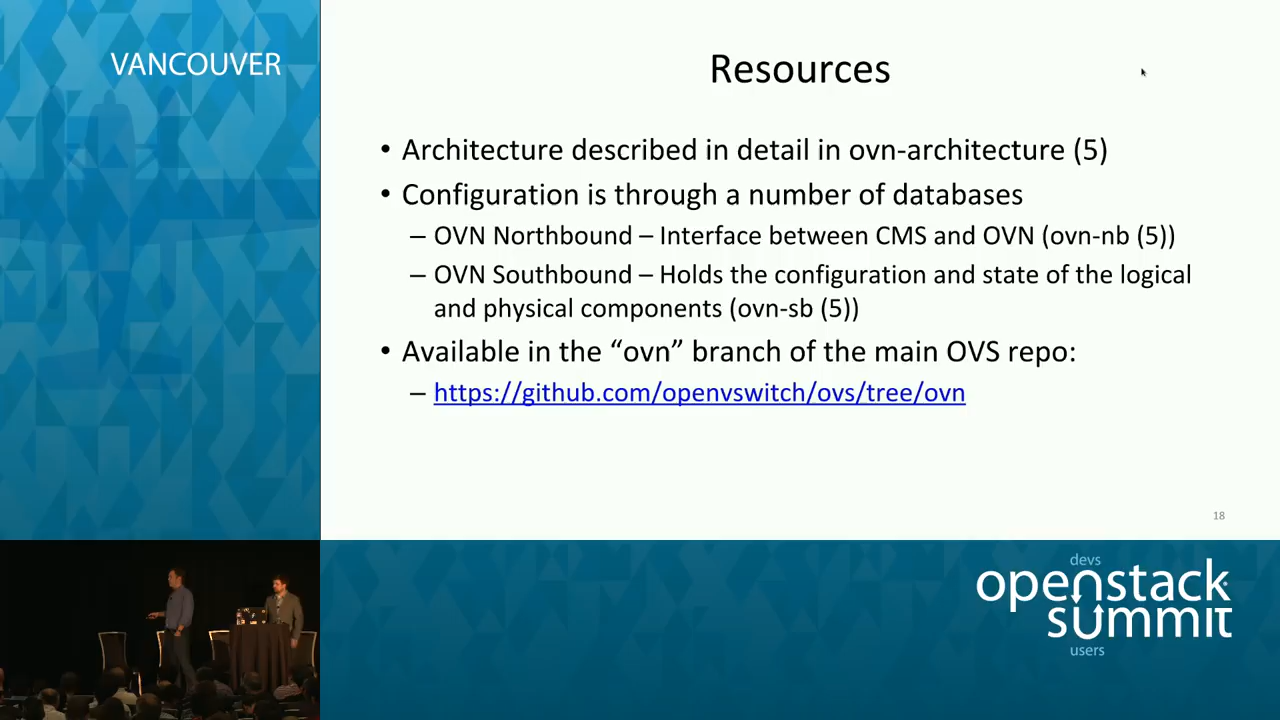 VANCOUVER
Resources
• Architecture described in detail in ovn-architecture (5)
• Configuration is through a number of databases
– OVN Northbound – Interface between CMS and OVN (ovn-nb (5))
– OVN Southbound – Holds the configuration and state of the logical
and physical components (ovn-sb (5))
• Available in the “ovn” branch of the main OVS repo:
– https://github.com/openvswitch/ovs/tree/ovn
18
devs
openstack
summit
users